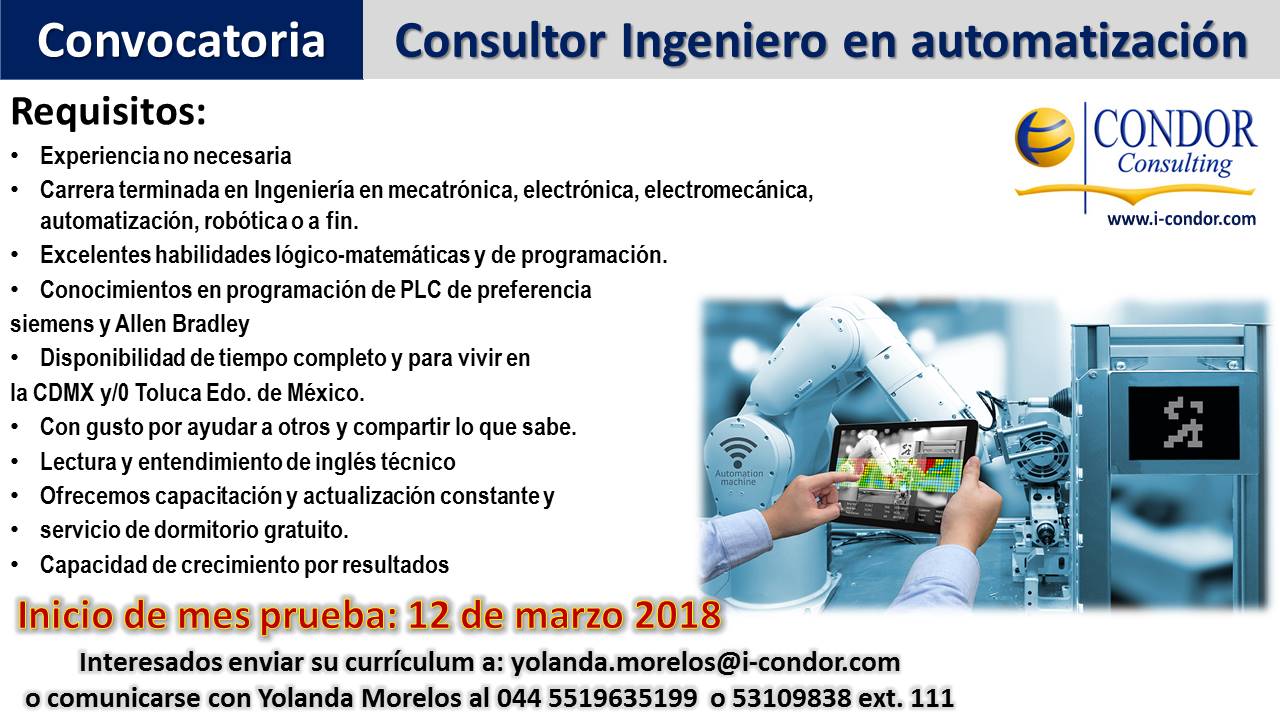 Convocatoria
Consultor Ingeniero en automatización
Requisitos:
• Experiencia no necesaria
• Carrera terminada en Ingeniería en mecatrónica, electrónica, electromecánica,
automatización, robótica o a fin.
• Excelentes habilidades lógico-matemáticas y de programación.
• Conocimientos en programación de PLC de preferencia
siemens y Allen Bradley
• Disponibilidad de tiempo completo y para vivir en
la CDMX y/0 Toluca Edo. de México.
• Con gusto por ayudar a otros y compartir lo que sabe.
• Lectura y entendimiento de inglés técnico
• Ofrecemos capacitación y actualización constante y
• servicio de dormitorio gratuito.
• Capacidad de crecimiento por resultados
CONDOR
Consulting
www.i-condor.com
Automation
machine
Inicio de mes prueba: 12 de marzo 2018
Interesados enviar su currículum a: yolanda.morelos@i-condor.com
o comunicarse con Yolanda Morelos al 044 5519635199 o 53109838 ext. 111